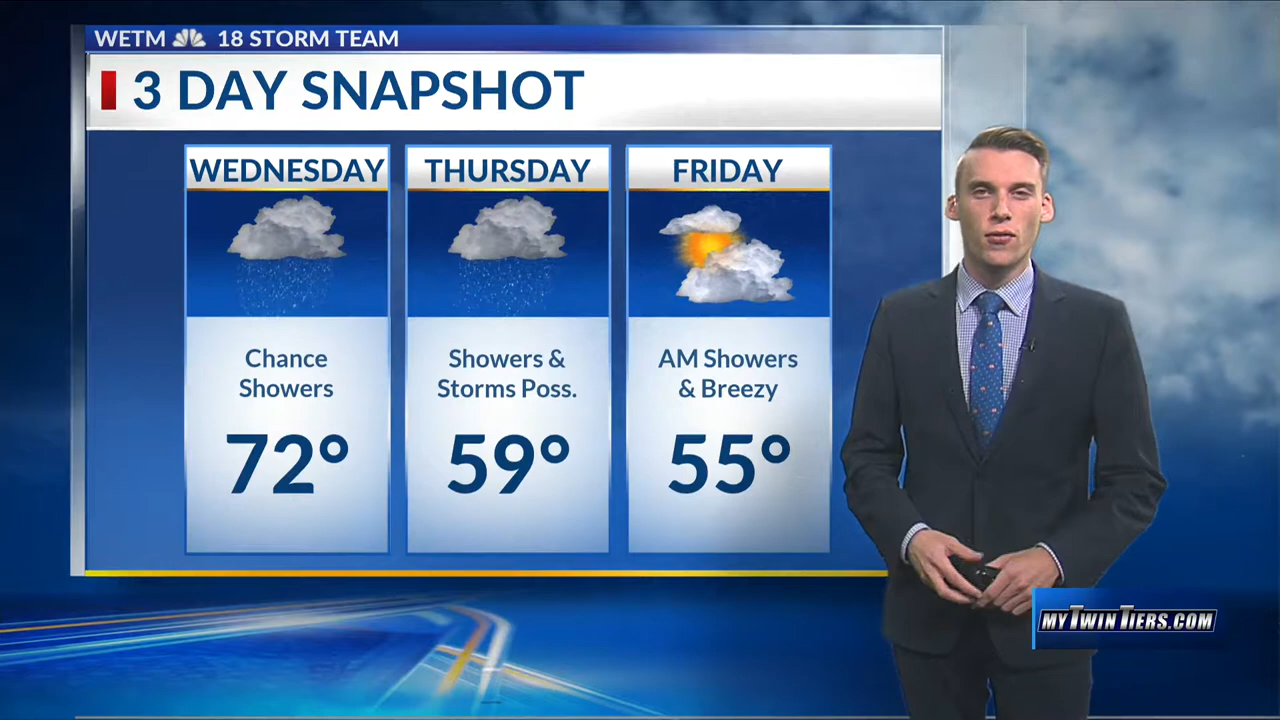 WETM 18 STORM TEAM
3 DAY SNAPSHOT
WEDNESDAY
Chance
Showers
72°
THURSDAY
Showers &
Storms Poss.
59°
FRIDAY
AM Showers
& Breezy
55°
MYTWINTIERS.COM